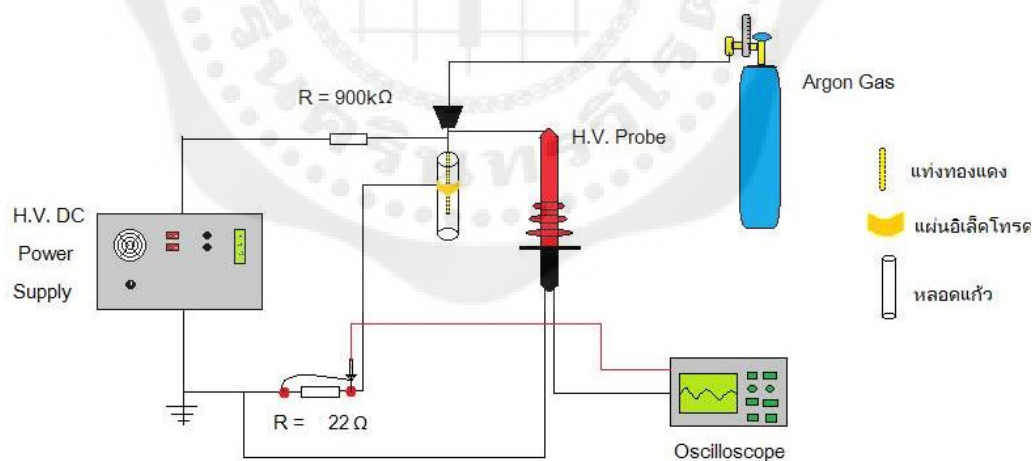 R = 900kΩ
Argon Gas
H.V. Probe
H.V. DC
Power
Supply
R = 22 Ω
Oscilloscope
แท่งทองแดง
แผ่นอิเล็คโทรด
หลอดแก้ว